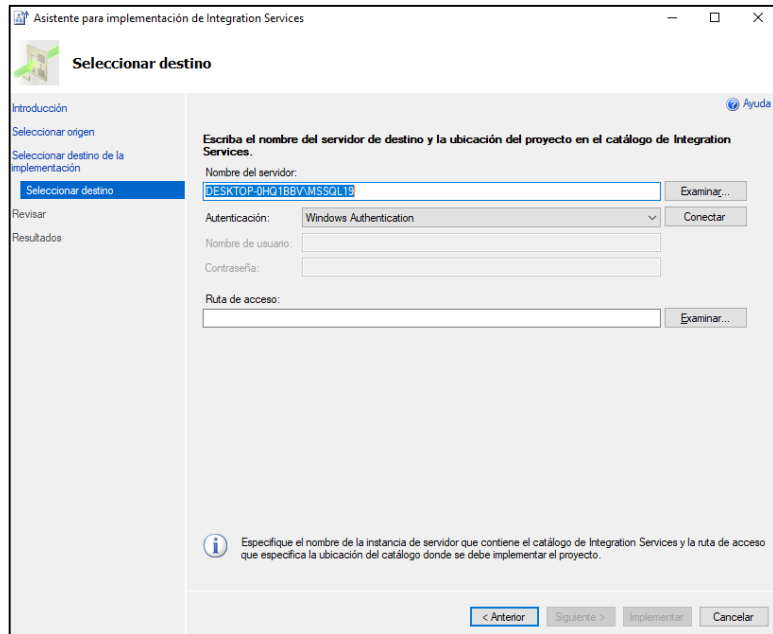 Asistente para implementación de Integration Services
Seleccionar destino
Introducción
Seleccionar origen
Seleccionar destino de la
implementación
Seleccionar destino
Revisar
Resultados
Ayuda
Escriba el nombre del servidor de destino y la ubicación del proyecto en el catálogo de Integration
Services.
Nombre del servidor:
DESKTOP-0HQ1BBV\MSSQL19
Examinar...
Autenticación:
Windows Authentication
Conectar
Nombre de usuario:
Contraseña:
Ruta de acceso:
Examinar...
Especifique el nombre de la instancia de servidor que contiene el catálogo de Integration Services y la ruta de acceso
que especifica la ubicación del catálogo donde se debe implementar el proyecto.
< Anterior
Siguiente >
Implementar
Cancelar